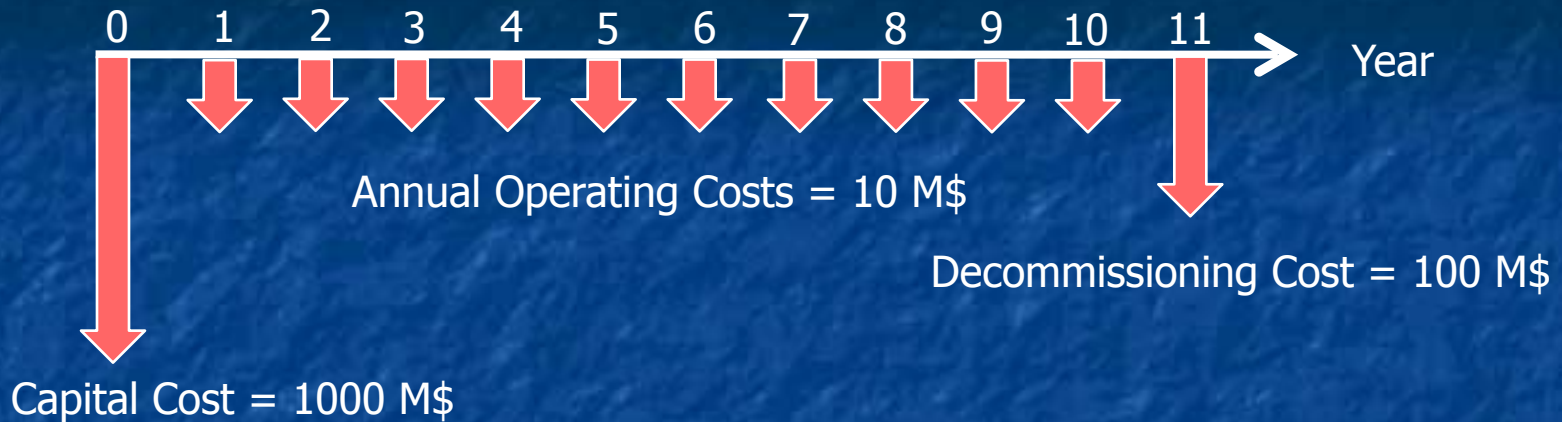 0 1 2 3 4 5 6 7 8 9 10 11
Year
Annual Operating Costs = 10 M$
Decommissioning Cost = 100 M$
Capital Cost = 1000 M$